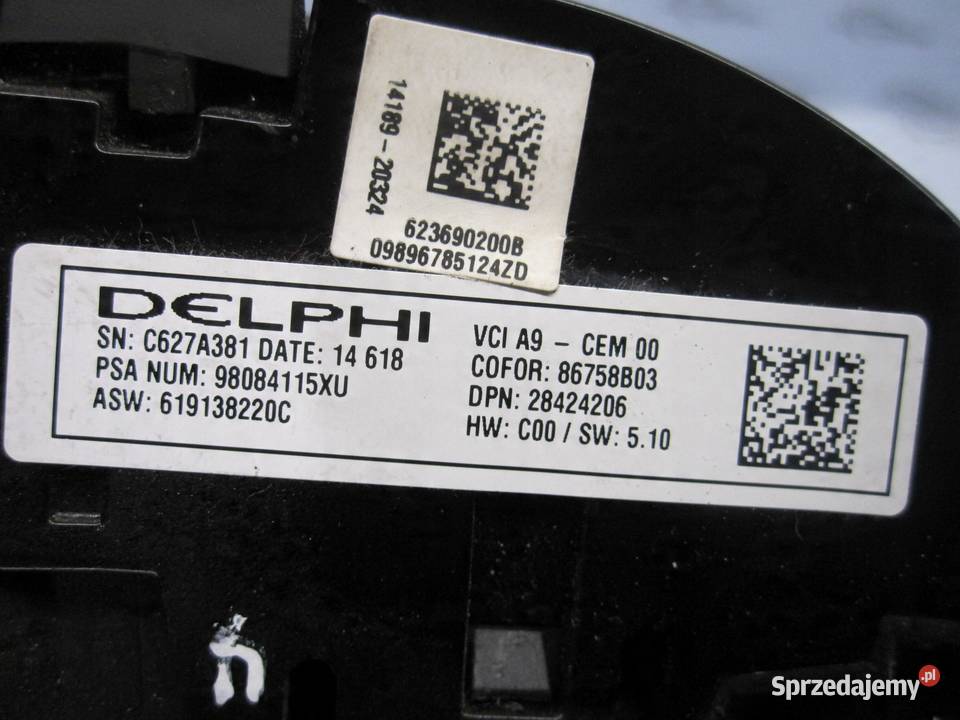 14189-20324
623690200B
09896785124ZD
DELPHI
SN: C627A381 DATE: 14 618
PSA NUM: 98084115XU
ASW: 619138220C
VCI A9 - CEM 00
COFOR: 86758B03
DPN: 28424206
HW: C00 / SW: 5.10
Sprzedajemy.pl